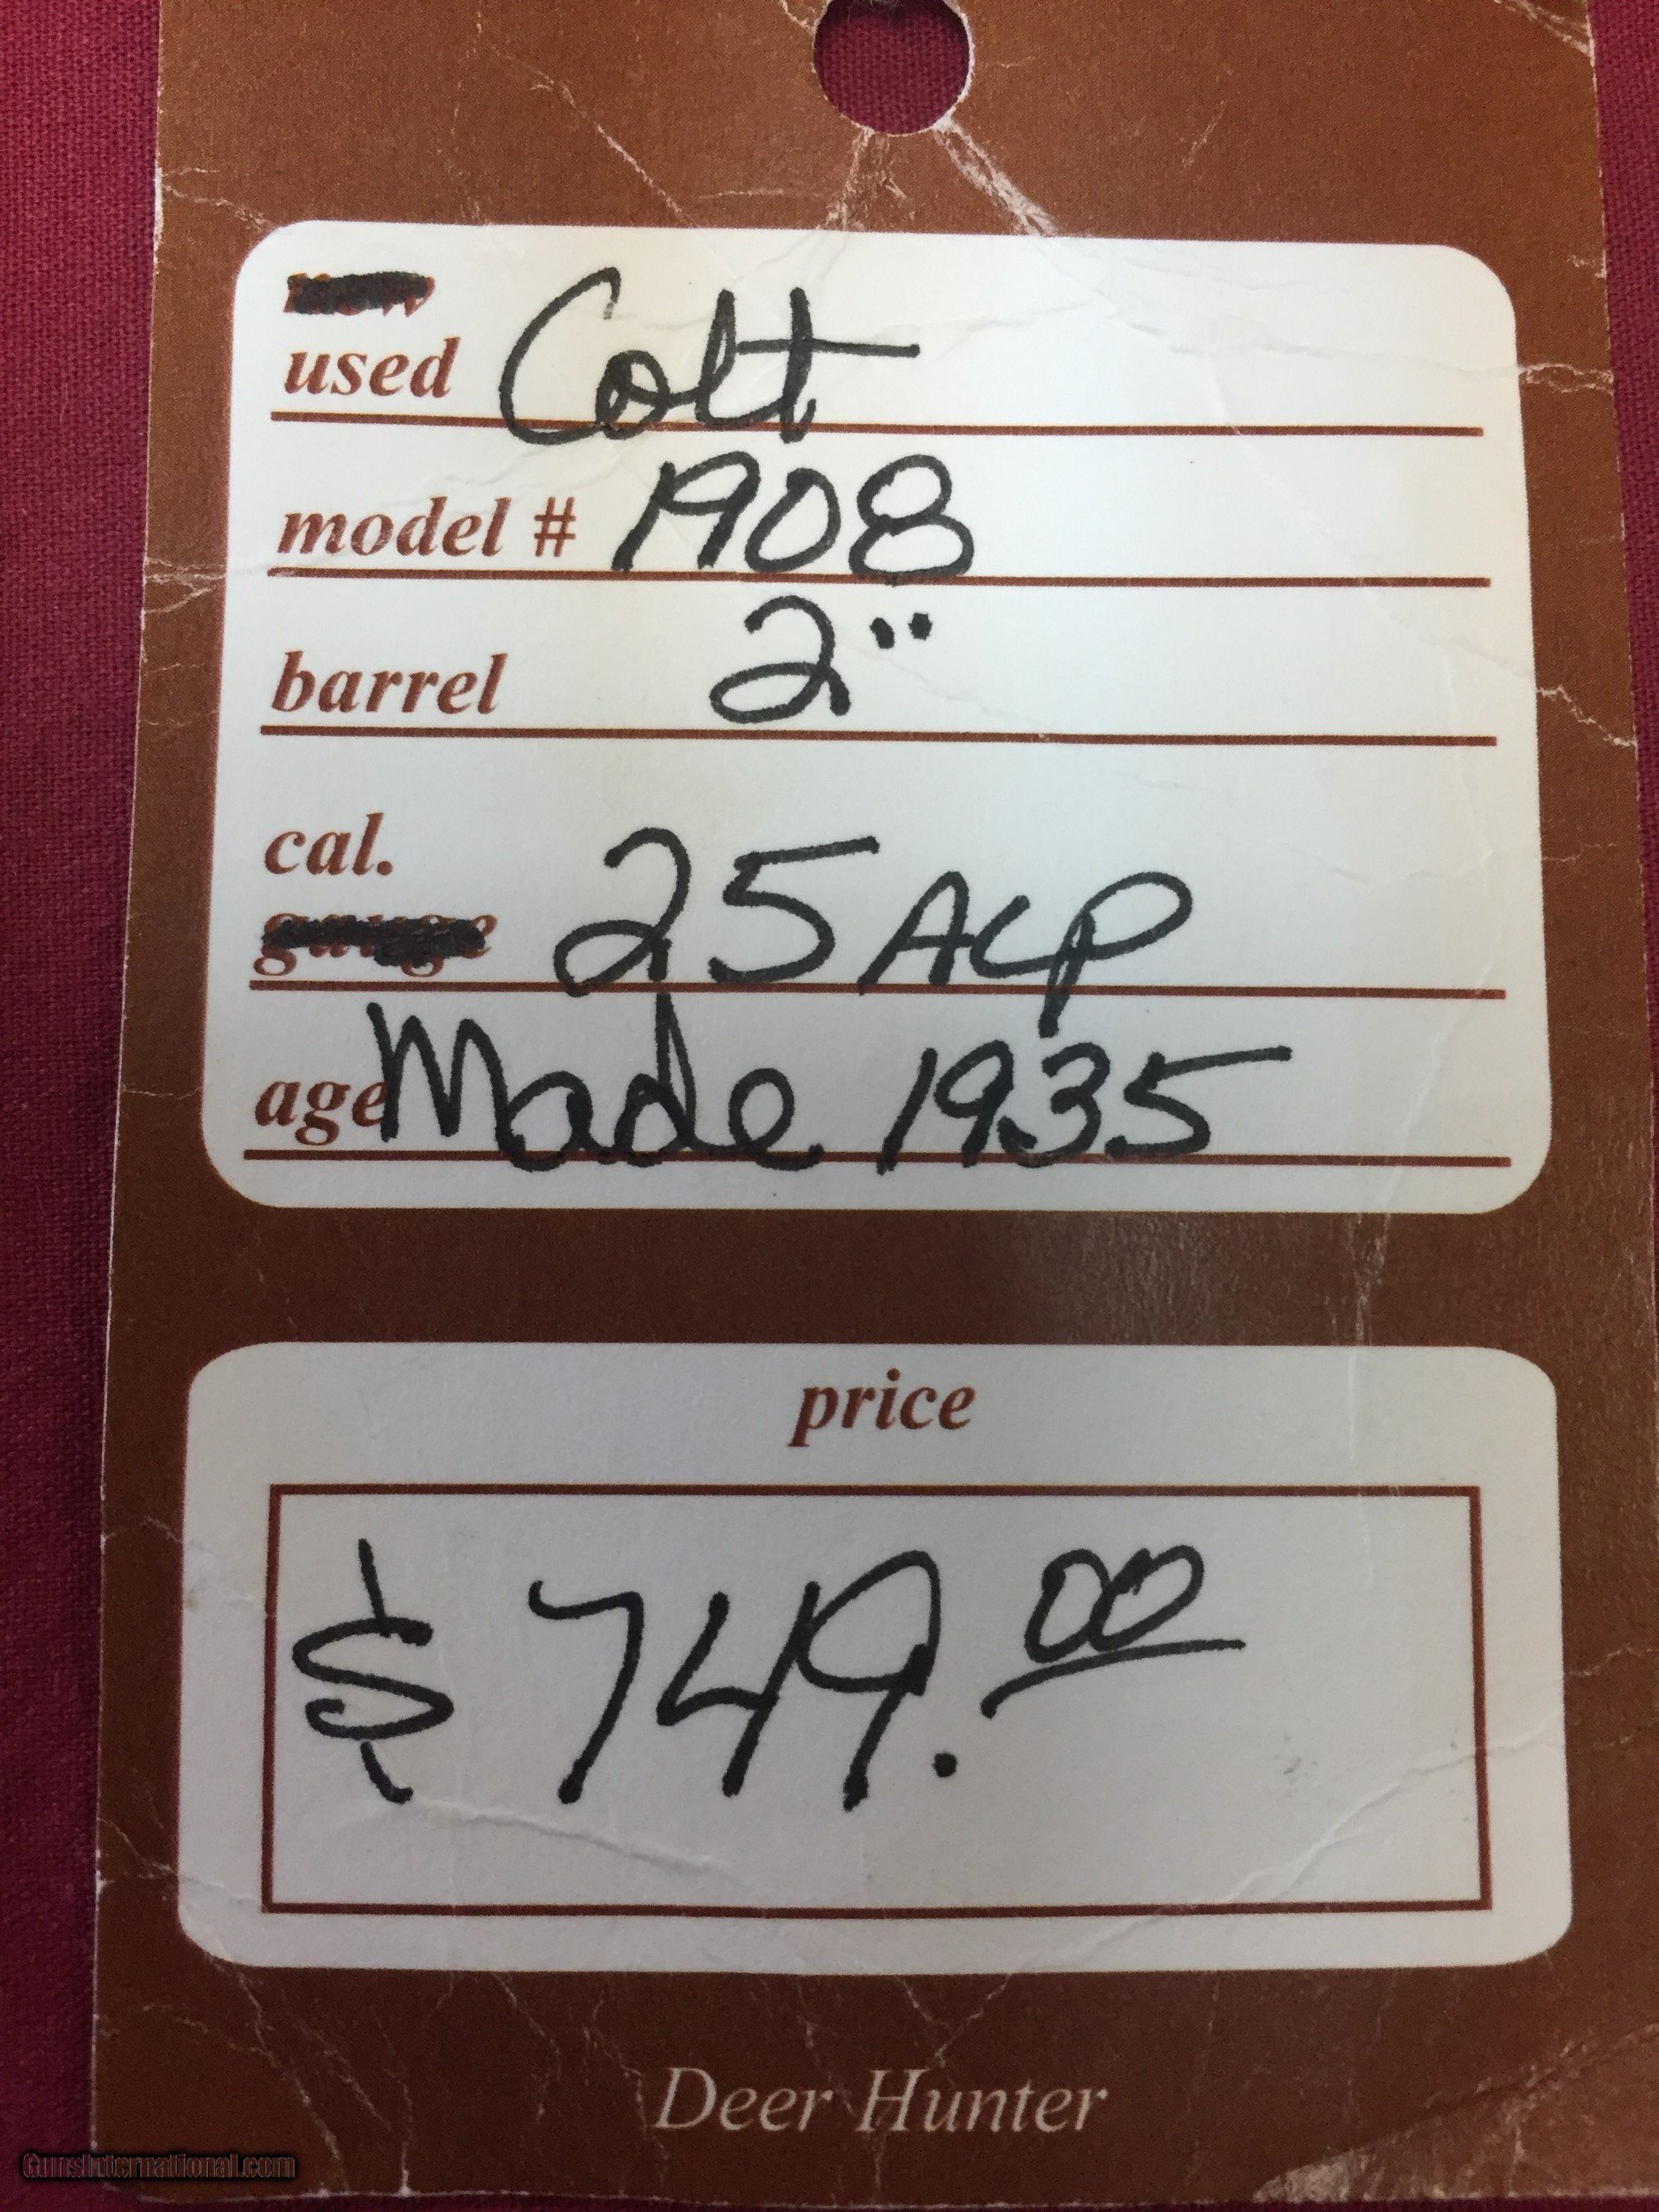 used Colt
model # 1908
barrel 2"
cal.
gauge 25 ACP
age Made 1935
price
$749.00
Deer Hunter
GunsInternational.com